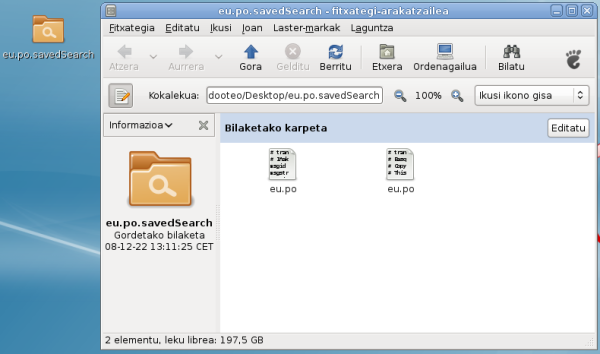 eu.po.savedSearch
eu.po.savedSearch - fitxategi-arakatzailea
Fitxategia Editatu Ikusi Joan Laster-markak Laguntza
Atzera Aurrera Gora Gelditu Berritu Etxera Ordenagailua Bilatu
Kokalekua: dooteo/Desktop/eu.po.savedSearch 100% Ikusi ikono gisa
Informazioa Bilaketako karpeta Editatu
# tran
# Ifak
msgid
msgstr
eu.po
# tran
# Basq
# Copy
# This
eu.po
eu.po.savedSearch
Gordetako bilaketa
08-12-22 13:11:25 CET
2 elementu, leku librea: 197,5 GB